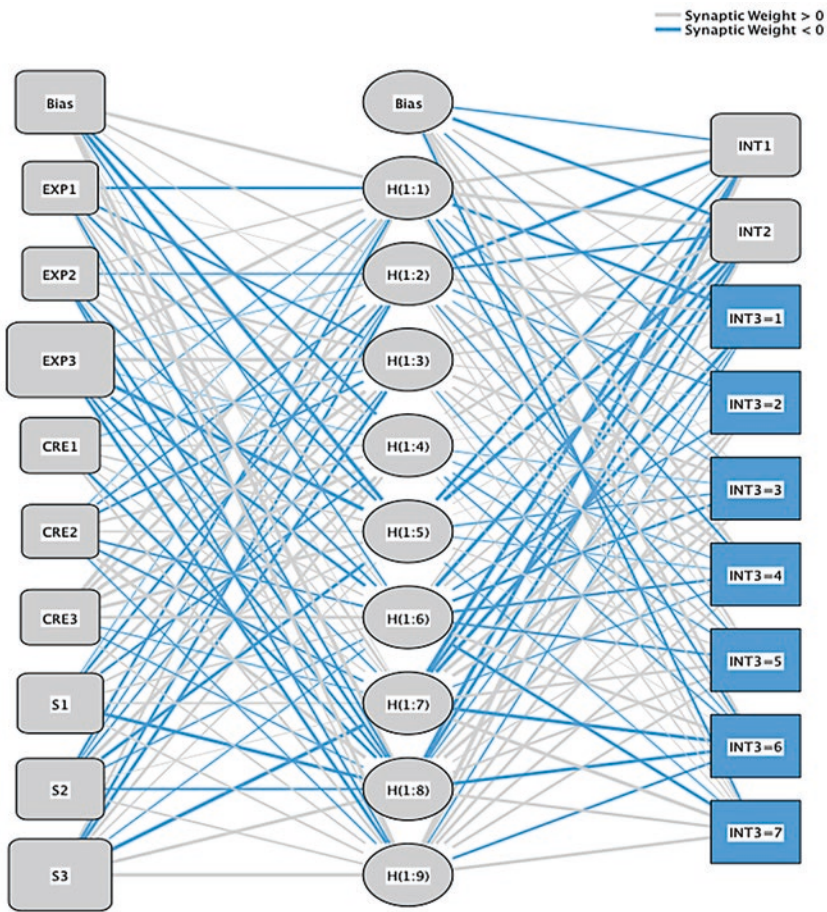 Synaptic Weight > 0
Synaptic Weight < 0
Bias
EXP1
EXP2
EXP3
CRE1
CRE2
CRE3
S1
S2
S3
Bias
H(1:1)
H(1:2)
H(1:3)
H(1:4)
H(1:5)
H(1:6)
H(1:7)
H(1:8)
H(1:9)
INT1
INT2
INT3=1
INT3=2
INT3=3
INT3=4
INT3=5
INT3=6
INT3=7